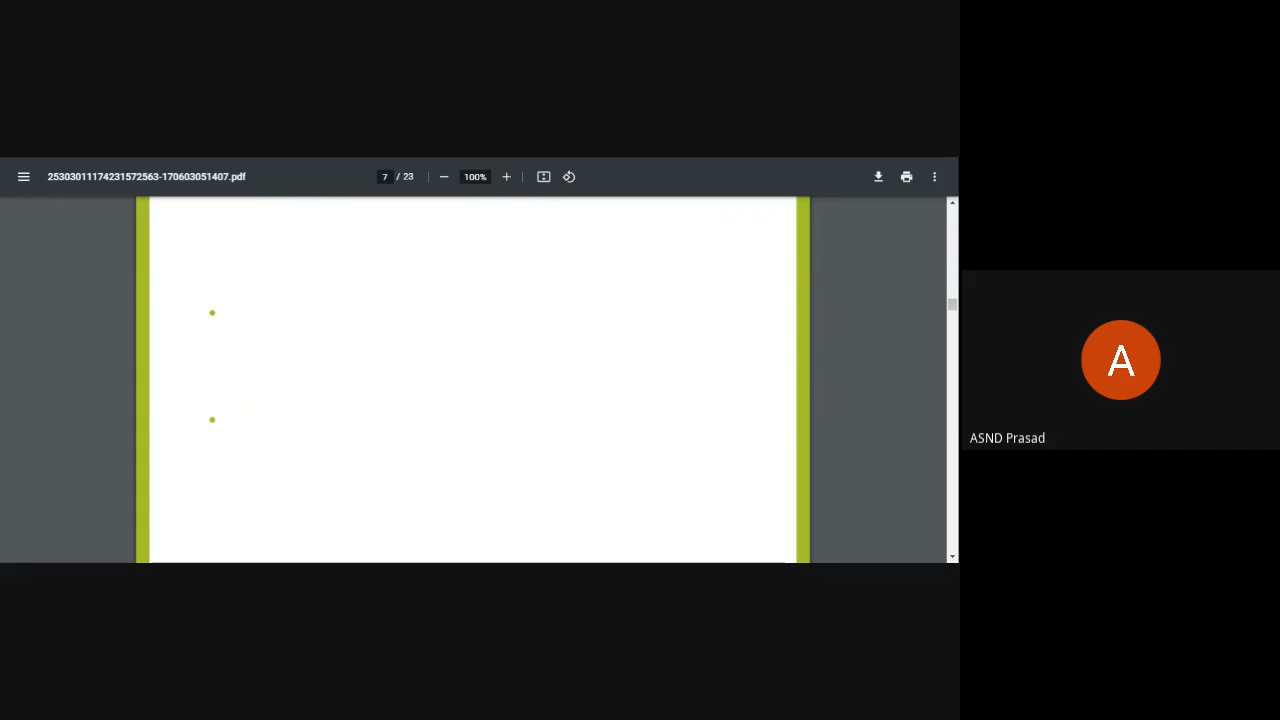 25303011174231572563-170603051407.pdf
7 / 23
100%
A
ASND Prasad